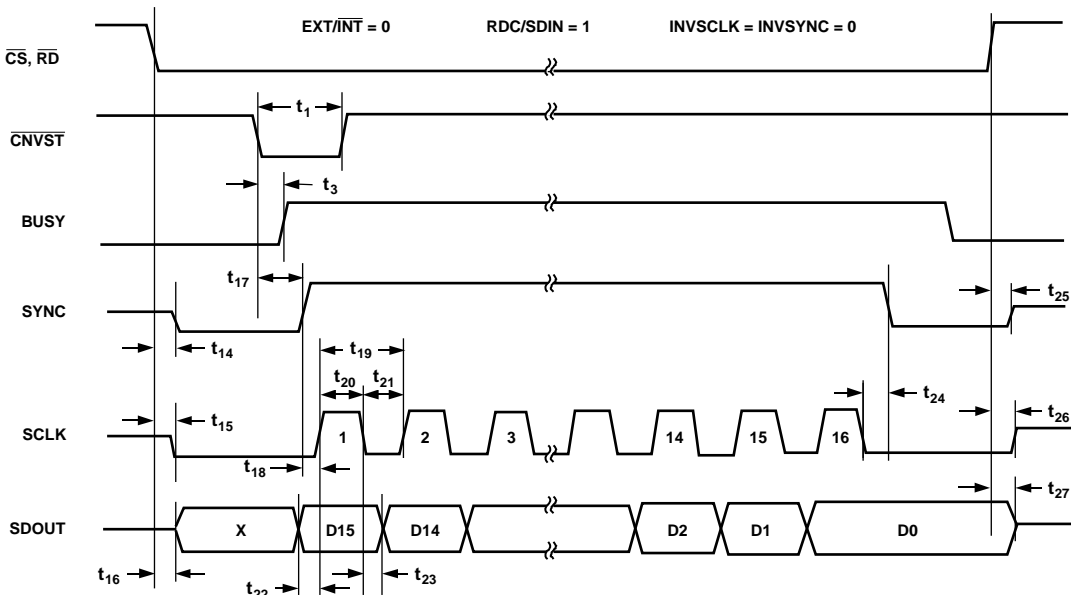 EXT/INT = 0 RDC/SDIN = 1 INVSCLK = INVSYNC = 0
CS, RD
t1
CNVST
t3
BUSY
t17
t25
SYNC
t14
t19
t20 t21
t24
t15
t26
SCLK
1 2 3 14 15 16
t18
t27
SDOUT
X D15 D14 D2 D1 D0
t16
t23
t22